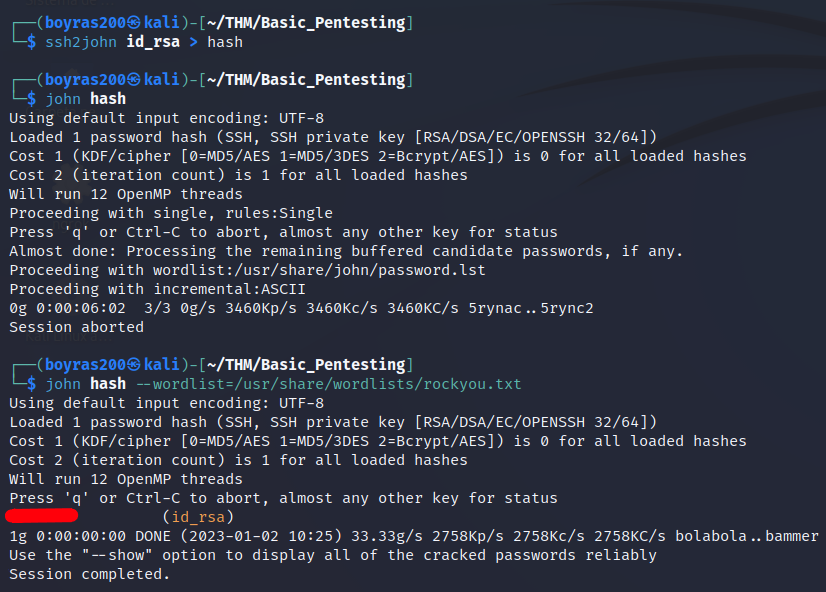 ┌──(boyras200㉿kali)-[~/THM/Basic_Pentesting]
└─$ ssh2john id_rsa > hash
┌──(boyras200㉿kali)-[~/THM/Basic_Pentesting]
└─$ john hash
Using default input encoding: UTF-8
Loaded 1 password hash (SSH, SSH private key [RSA/DSA/EC/OPENSSH 32/64])
Cost 1 (KDF/cipher [0=MD5/AES 1=MD5/3DES 2=Bcrypt/AES]) is 0 for all loaded hashes
Cost 2 (iteration count) is 1 for all loaded hashes
Will run 12 OpenMP threads
Proceeding with single, rules:Single
Press 'q' or Ctrl-C to abort, almost any other key for status
Almost done: Processing the remaining buffered candidate passwords, if any.
Proceeding with wordlist:/usr/share/john/password.lst
Proceeding with incremental:ASCII
0g 0:00:06:02  3/3 0g/s 3460Kp/s 3460Kc/s 3460KC/s 5rynac..5rync2
Session aborted
┌──(boyras200㉿kali)-[~/THM/Basic_Pentesting]
└─$ john hash --wordlist=/usr/share/wordlists/rockyou.txt
Using default input encoding: UTF-8
Loaded 1 password hash (SSH, SSH private key [RSA/DSA/EC/OPENSSH 32/64])
Cost 1 (KDF/cipher [0=MD5/AES 1=MD5/3DES 2=Bcrypt/AES]) is 0 for all loaded hashes
Cost 2 (iteration count) is 1 for all loaded hashes
Will run 12 OpenMP threads
Press 'q' or Ctrl-C to abort, almost any other key for status
(id_rsa)
1g 0:00:00:00 DONE (2023-01-02 10:25) 33.33g/s 2758Kp/s 2758Kc/s 2758KC/s bolabola..bammer
Use the "--show" option to display all of the cracked passwords reliably
Session completed.